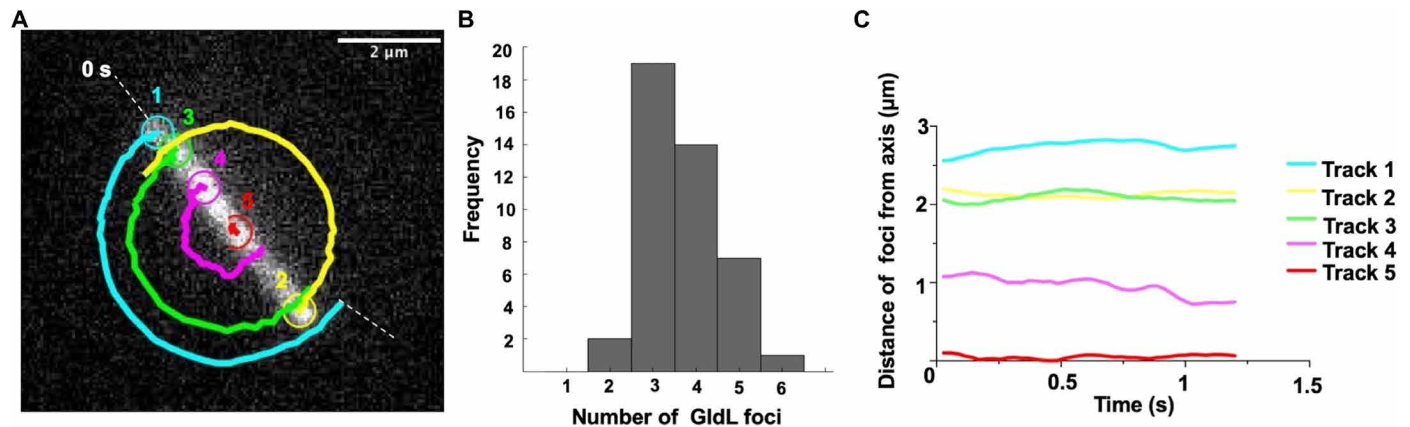 A
2 μm
0 s
1
3
4
5
2
B
20
18
16
14
12
10
8
6
4
2
Frequency
1 2 3 4 5 6
Number of GldL foci
C
Distance of foci from axis (μm)
3
2
1
0
0 0.5 1 1.5
Time (s)
Track 1
Track 2
Track 3
Track 4
Track 5